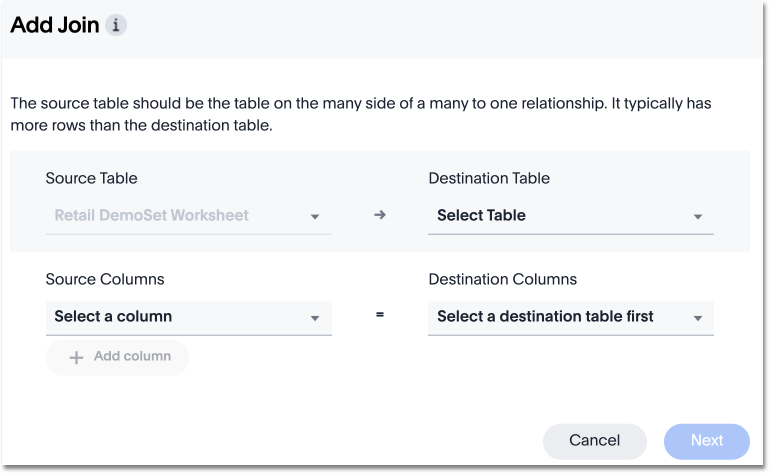 Add Join i
The source table should be the table on the many side of a many to one relationship. It typically has
more rows than the destination table.
Source Table
Destination Table
Retail DemoSet Worksheet
→
Select Table
Source Columns
Destination Columns
Select a column
=
Select a destination table first
+ Add column
Cancel
Next